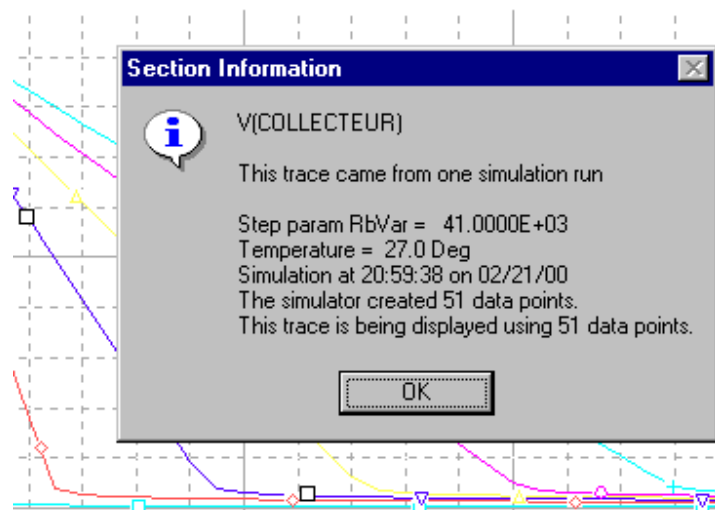 Section Information
V(COLLECTEUR)
This trace came from one simulation run
Step param RbVar = 41.0000E+03
Temperature = 27.0 Deg
Simulation at 20:59:38 on 02/21/00
The simulator created 51 data points.
This trace is being displayed using 51 data points.
OK